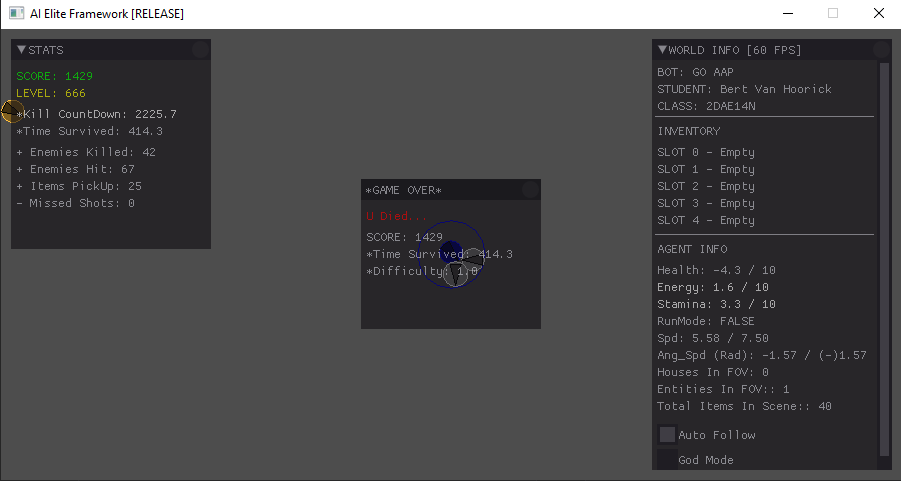 AI Elite Framework [RELEASE]
STATS
SCORE: 1429
LEVEL: 666
*Kill CountDown: 2225.7
*Time Survived: 414.3
+ Enemies Killed: 42
+ Enemies Hit: 67
+ Items PickUp: 25
- Missed Shots: 0
*GAME OVER*
U Died...
SCORE: 1429
*Time Survived: 414.3
*Difficulty: 1.0
WORLD INFO [60 FPS]
BOT: GO AAP
STUDENT: Bert Van Hoorick
CLASS: 2DAE14N
INVENTORY
SLOT 0 - Empty
SLOT 1 - Empty
SLOT 2 - Empty
SLOT 3 - Empty
SLOT 4 - Empty
AGENT INFO
Health: -4.3 / 10
Energy: 1.6 / 10
Stamina: 3.3 / 10
RunMode: FALSE
Spd: 5.58 / 7.50
Ang_Spd (Rad): -1.57 / (-)1.57
Houses In FOV: 0
Entities In FOV:: 1
Total Items In Scene:: 40
Auto Follow
God Mode